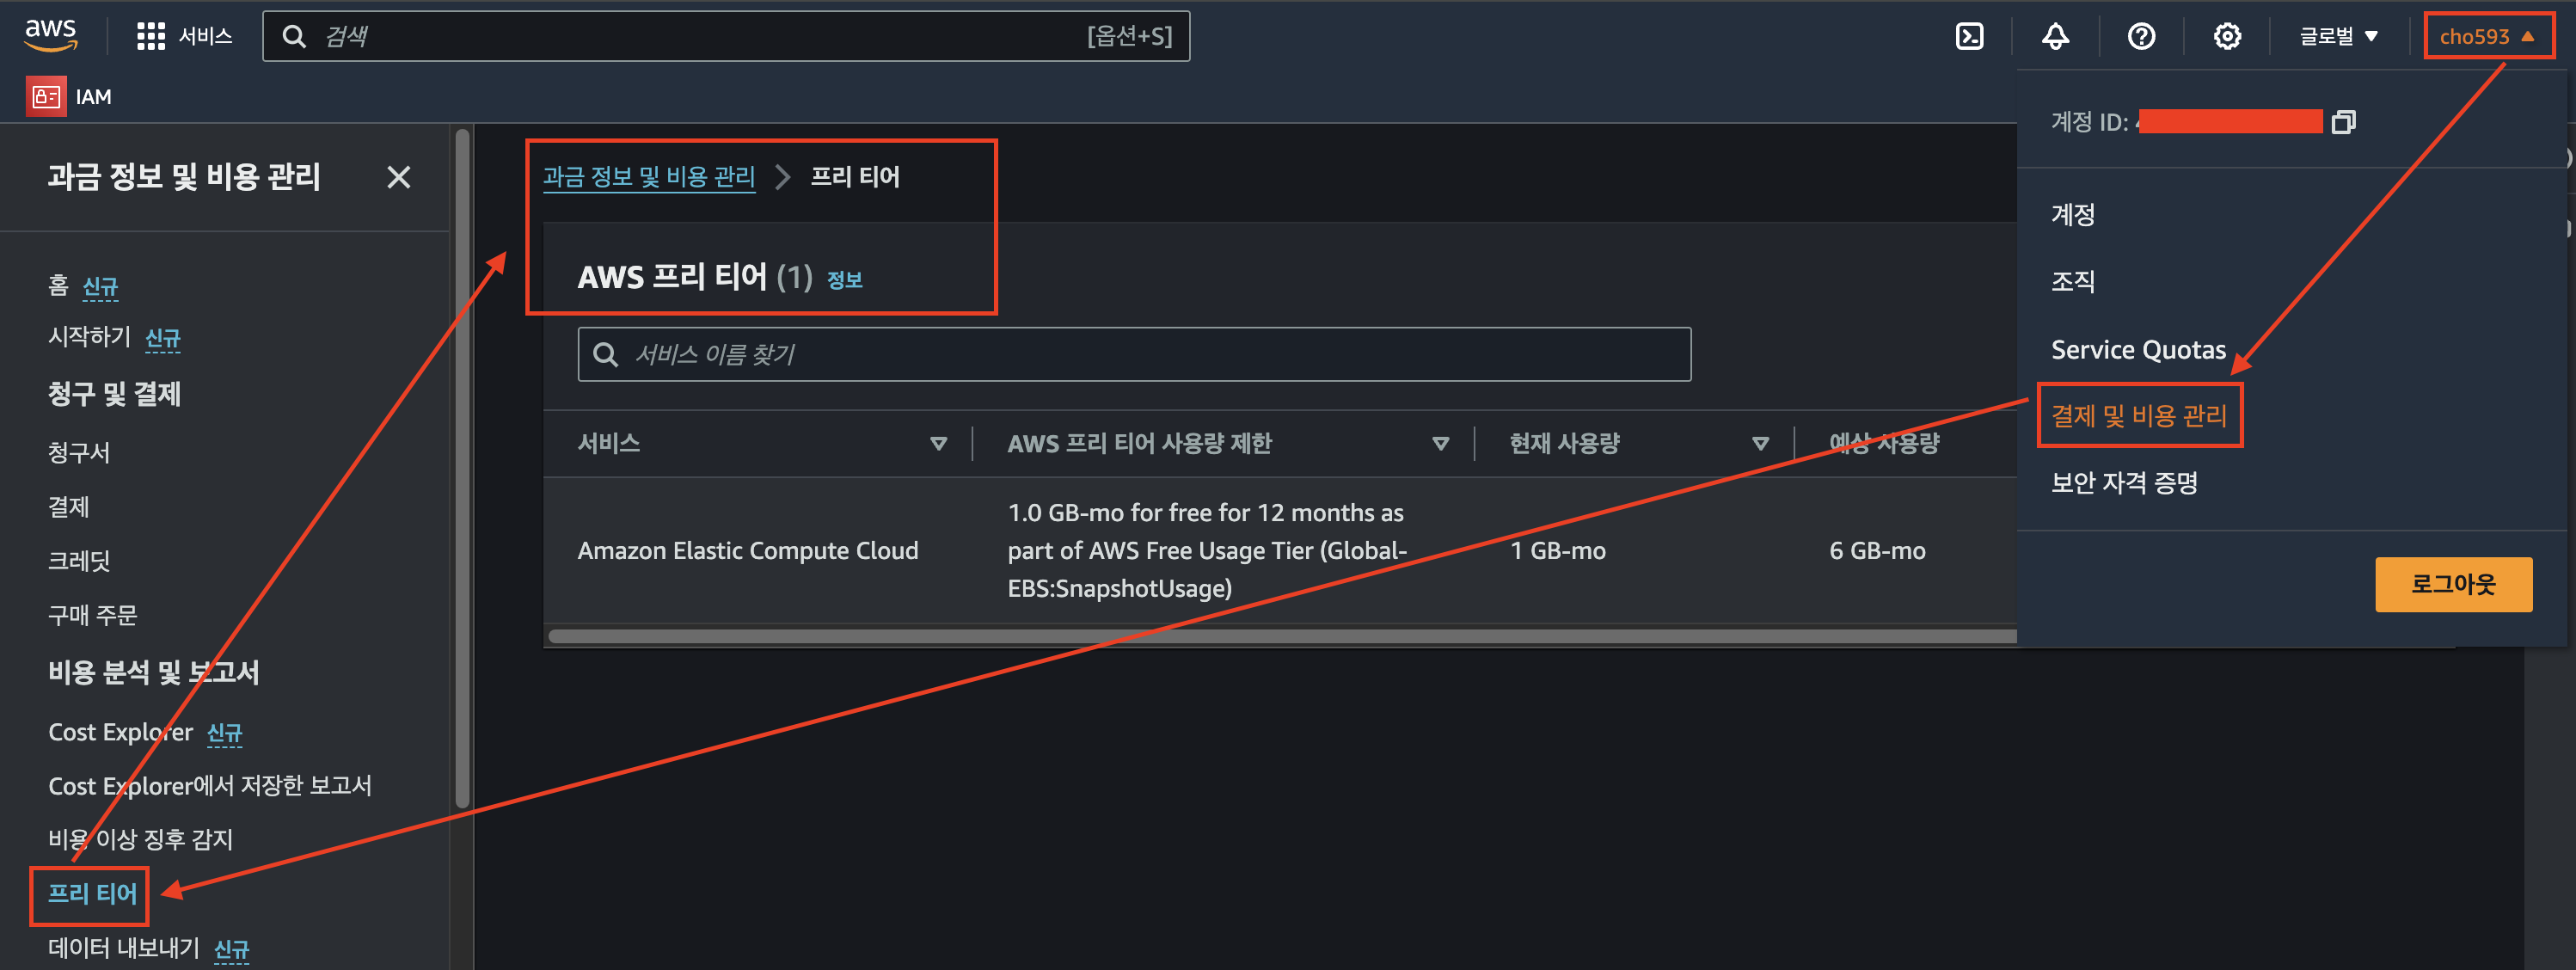 aws
서비스
검색
[옵션+S]
글로벌
cho593
IAM
과금 정보 및 비용 관리
홈 신규
시작하기 신규
청구 및 결제
청구서
결제
크레딧
구매 주문
비용 분석 및 보고서
Cost Explorer 신규
Cost Explorer에서 저장한 보고서
비용 이상 징후 감지
프리 티어
데이터 내보내기 신규
과금 정보 및 비용 관리
프리 티어
AWS 프리 티어 (1) 정보
서비스 이름 찾기
서비스
AWS 프리 티어 사용량 제한
현재 사용량
예상 사용량
Amazon Elastic Compute Cloud
1.0 GB-mo for free for 12 months as
part of AWS Free Usage Tier (Global-
EBS:SnapshotUsage)
1 GB-mo
6 GB-mo
계정 ID:
계정
조직
Service Quotas
결제 및 비용 관리
보안 자격 증명
로그아웃